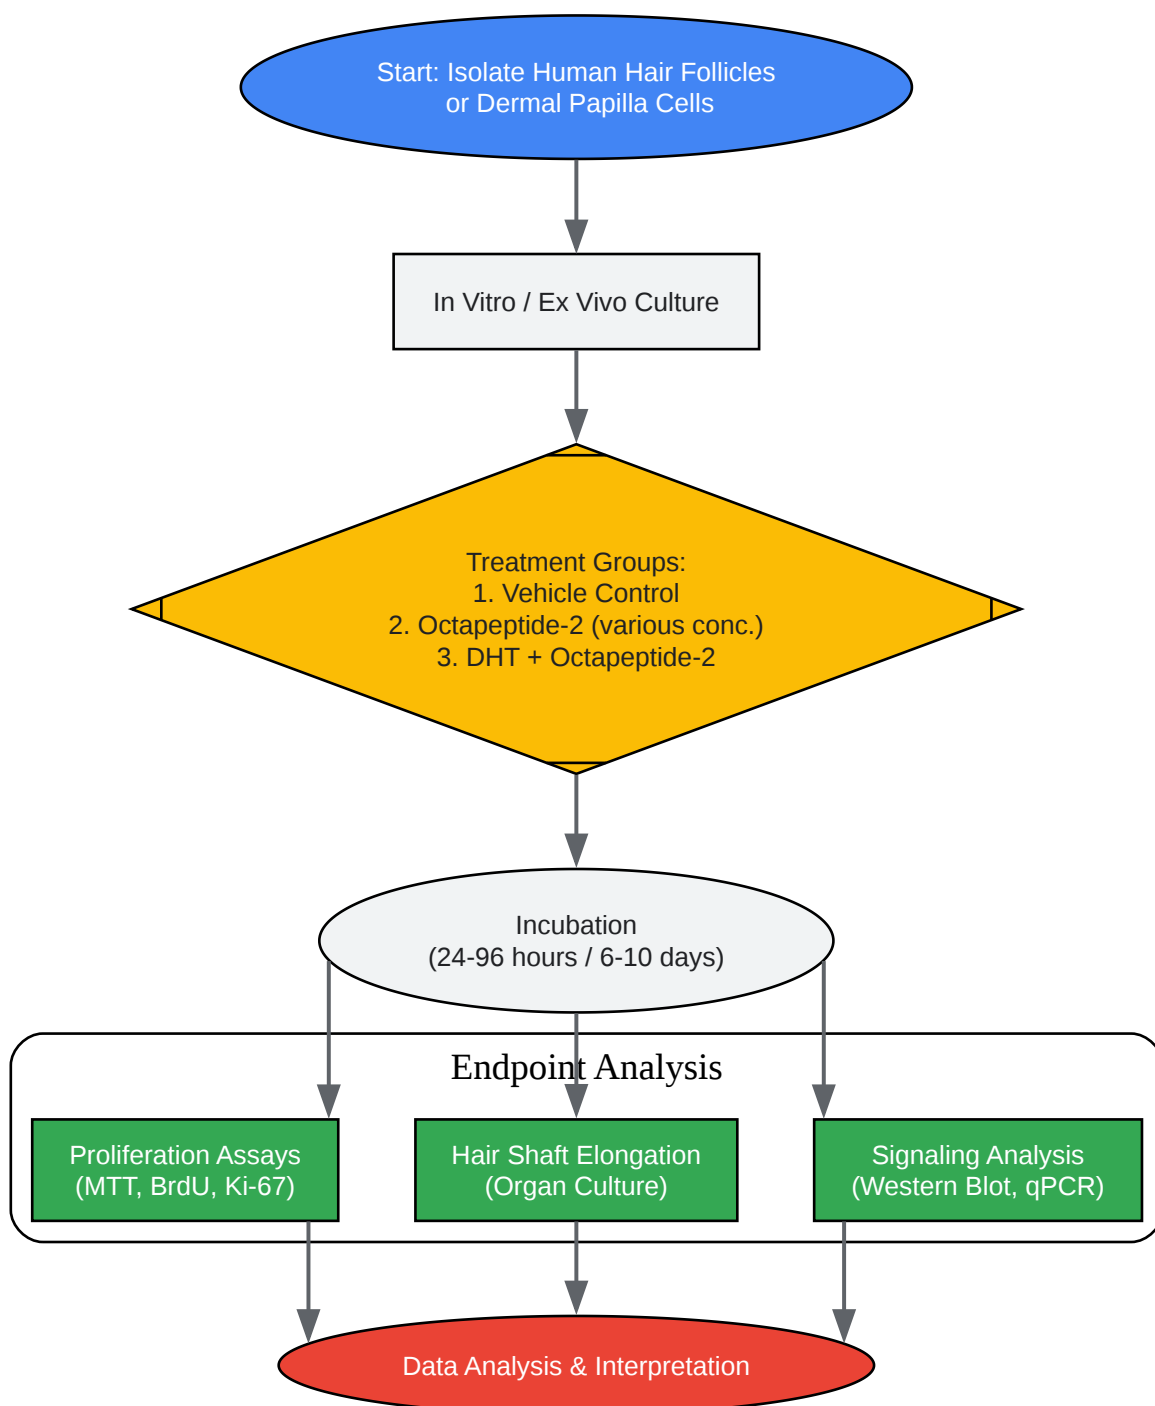 Start: Isolate Human Hair Follicles
or Dermal Papilla Cells
In Vitro / Ex Vivo Culture
Treatment Groups:
1. Vehicle Control
2. Octapeptide-2 (various conc.)
3. DHT + Octapeptide-2
Incubation
(24-96 hours / 6-10 days)
Endpoint Analysis
Proliferation Assays
(MTT, BrdU, Ki-67)
Hair Shaft Elongation
(Organ Culture)
Signaling Analysis
(Western Blot, qPCR)
Data Analysis & Interpretation